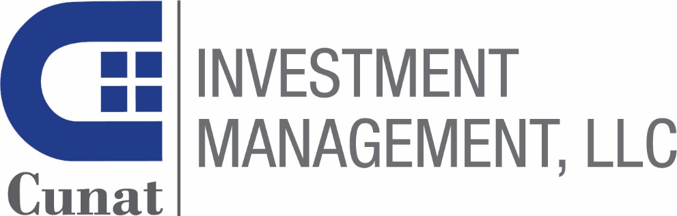 Cunat
INVESTMENT
MANAGEMENT, LLC